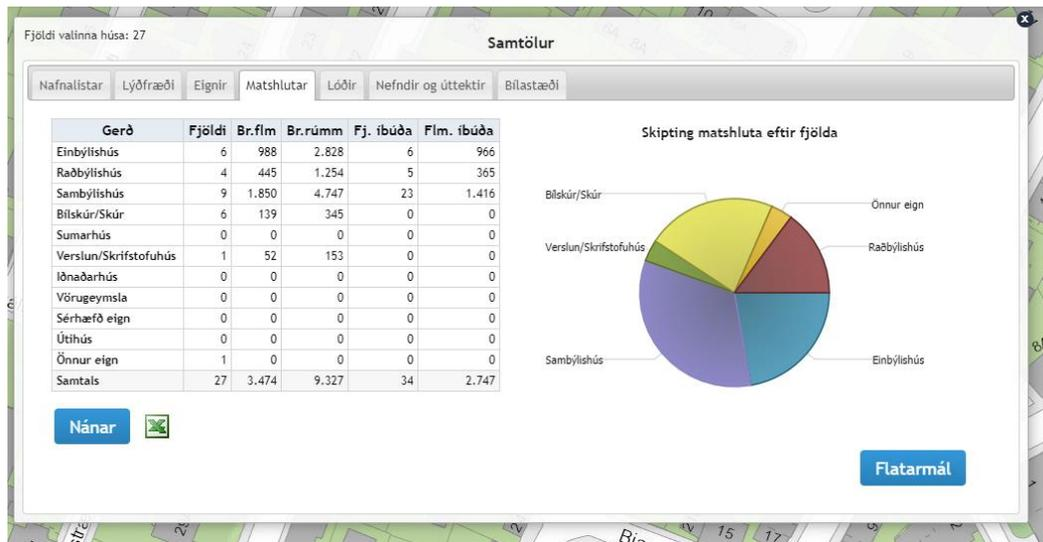 Fjöldi valinna húsa: 27
Samtölur
Nafnalistar Lýðfræði Eignir Matshlutar Lóðir Nefndir og úttektir Bílastæði
Gerð Fjöldi Br.flm Br.rúmm Fj. íbúða Flm. íbúða
Einbýlishús 6 988 2.828 6 966
Raðbýlishús 4 445 1.254 5 365
Sambýlishús 9 1.850 4.747 23 1.416
Bílskúr/Skúr 6 139 345 0 0
Sumarhús 0 0 0 0 0
Verslun/Skrifstofuhús 1 52 153 0 0
Iðnaðarhús 0 0 0 0 0
Vörugeymsla 0 0 0 0 0
Sérhæfð eign 0 0 0 0 0
Útihús 0 0 0 0 0
Önnur eign 1 0 0 0 0
Samtals 27 3.474 9.327 34 2.747
Nánar
Skipting matshluta eftir fjölda
Bílskúr/Skúr
Önnur eign
Verslun/Skrifstofuhús
Raðbýlishús
Sambýlishús
Einbýlishús
Flatarmál
15
17